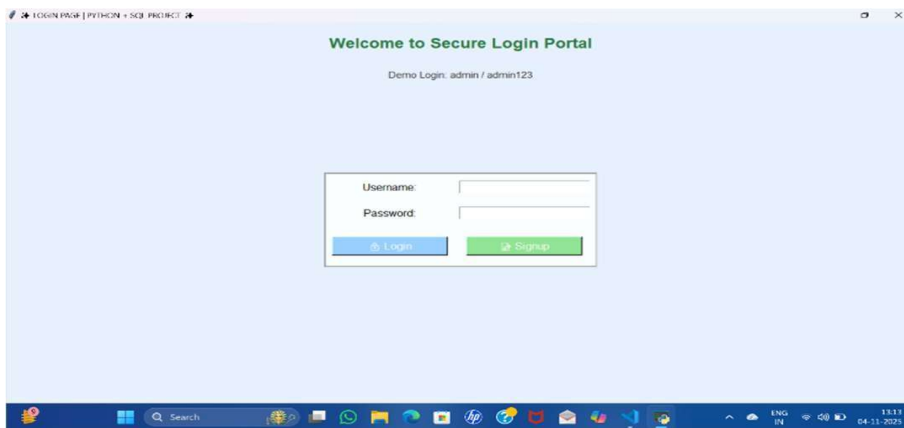 LOGIN PAGE | PYTHON + SQL PROJECT
Welcome to Secure Login Portal
Demo Login: admin / admin123
Username:
Password:
Login Signup
Search
hp
ENG
IN
13:13
04-11-2025